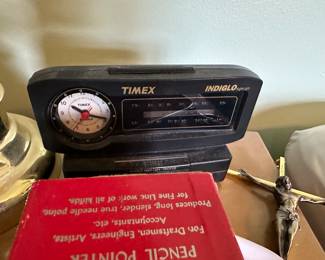 TIMEX
INDIGLO
PENCIL POINTER
For: Draftsmen, Engineers, Artists,
Accountants, etc.
Produces long, slender, true needle point,
for Fine Line work of all kinds.